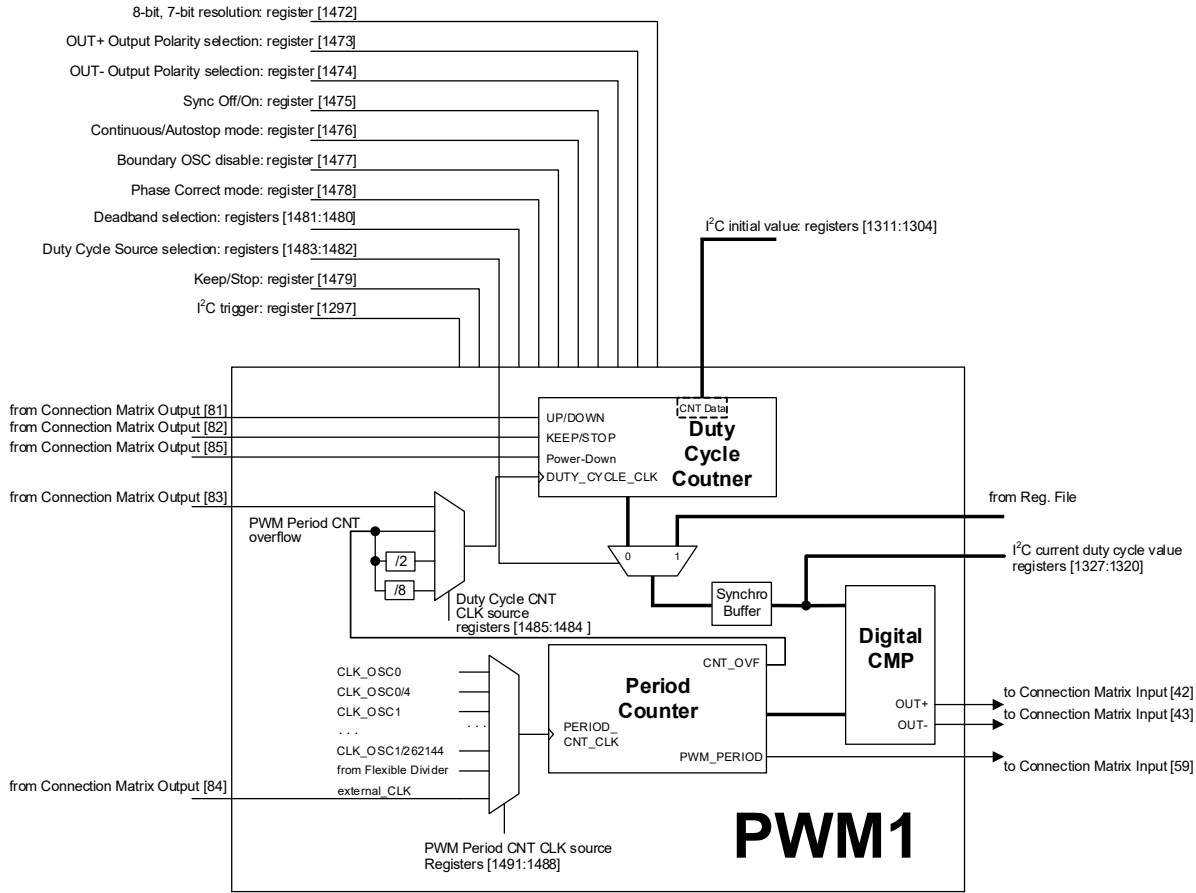 8-bit, 7-bit resolution: register [1472]
OUT+ Output Polarity selection: register [1473]
OUT- Output Polarity selection: register [1474]
Sync Off/On: register [1475]
Continuous/Autostop mode: register [1476]
Boundary OSC disable: register [1477]
Phase Correct mode: register [1478]
Deadband selection: registers [1481:1480]
Duty Cycle Source selection: registers [1483:1482]
Keep/Stop: register [1479]
I²C trigger: register [1297]
I²C initial value: registers [1311:1304]
from Connection Matrix Output [81]
from Connection Matrix Output [82]
from Connection Matrix Output [85]
from Connection Matrix Output [83]
UP/DOWN
KEEP/STOP
Power-Down
DUTY_CYCLE_CLK
CNT Data
Duty
Cycle
Coutner
PWM Period CNT
overflow
/2
/8
Duty Cycle CNT
CLK source
registers [1485:1484 ]
0
1
from Reg. File
I²C current duty cycle value
registers [1327:1320]
Synchro
Buffer
Digital
CMP
OUT+
OUT-
to Connection Matrix Input [42]
to Connection Matrix Input [43]
CNT_OVF
Period
Counter
PERIOD_
CNT_CLK
PWM_PERIOD
to Connection Matrix Input [59]
CLK_OSC0
CLK_OSC0/4
CLK_OSC1
. . .
. . .
CLK_OSC1/262144
from Flexible Divider
external_CLK
from Connection Matrix Output [84]
PWM Period CNT CLK source
Registers [1491:1488]
PWM1